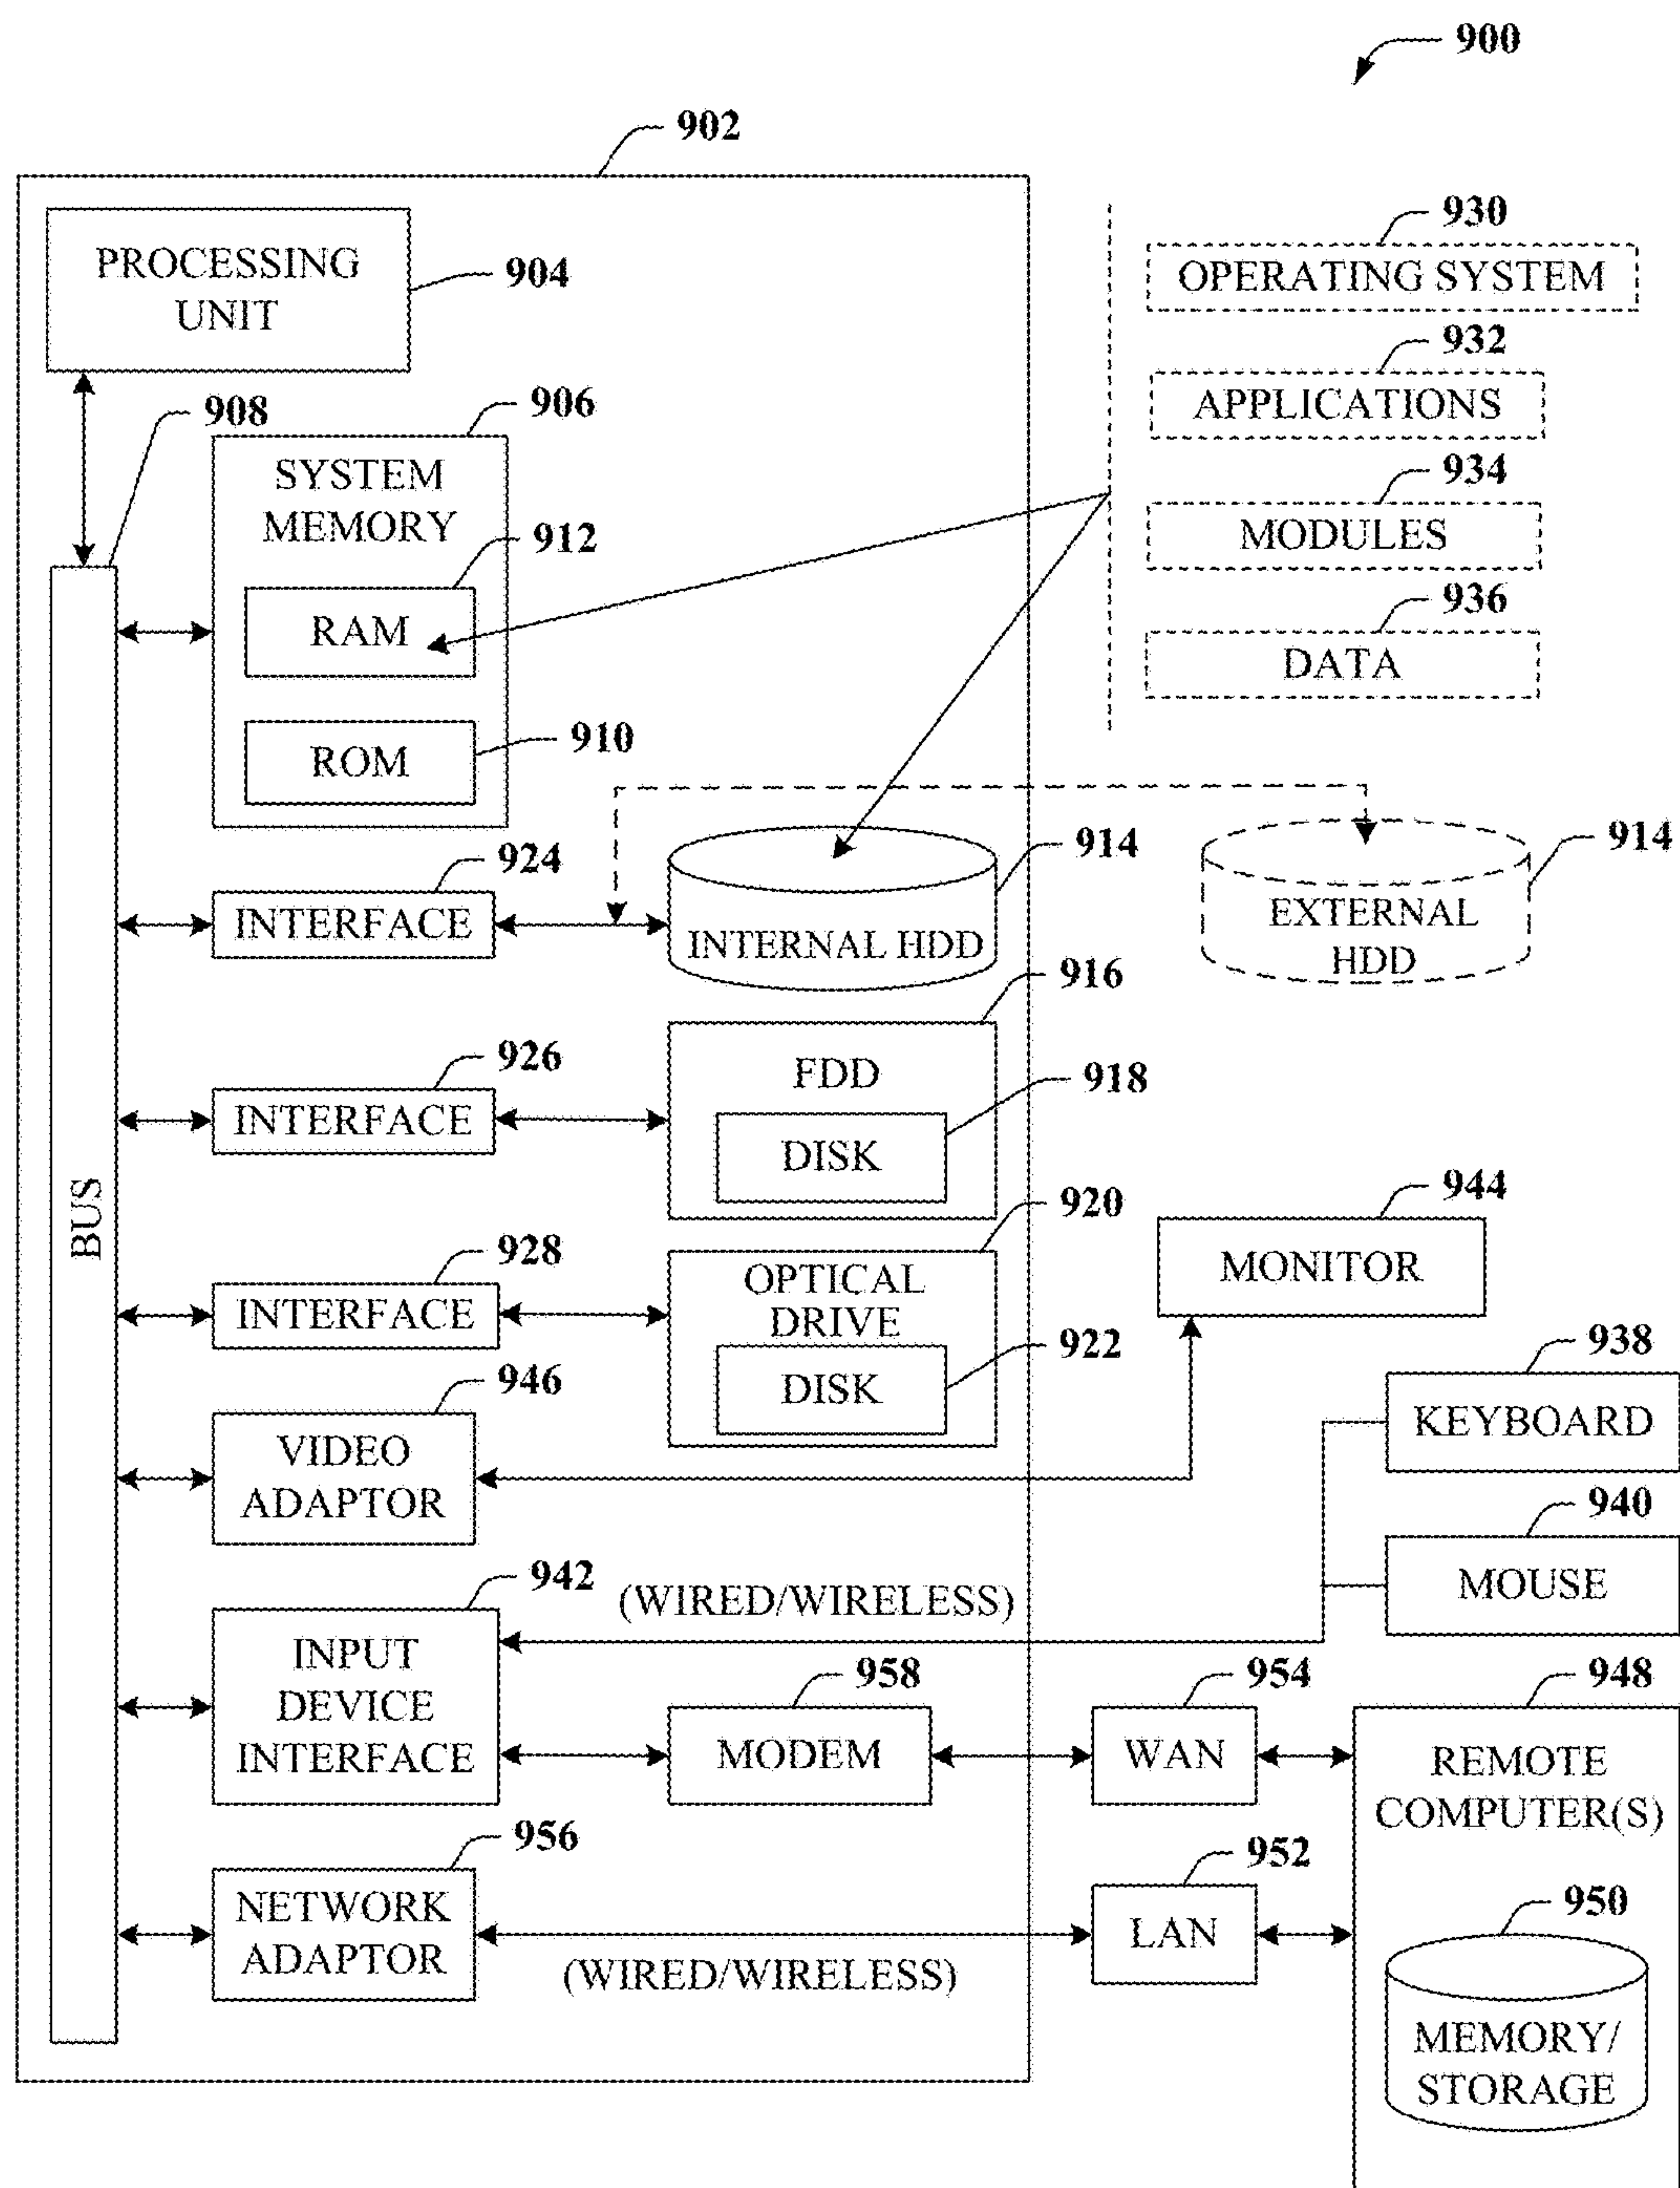 900
902
PROCESSING
UNIT
904
908
906
SYSTEM
MEMORY
912
RAM
910
ROM
930
OPERATING SYSTEM
932
APPLICATIONS
934
MODULES
936
DATA
924
INTERFACE
914
INTERNAL HDD
914
EXTERNAL
HDD
916
926
INTERFACE
FDD
918
DISK
BUS
920
928
INTERFACE
OPTICAL
DRIVE
922
DISK
944
MONITOR
946
VIDEO
ADAPTOR
938
KEYBOARD
940
MOUSE
942
(WIRED/WIRELESS)
INPUT
DEVICE
INTERFACE
958
MODEM
954
WAN
948
REMOTE
COMPUTER(S)
956
NETWORK
ADAPTOR
(WIRED/WIRELESS)
952
LAN
950
MEMORY/
STORAGE